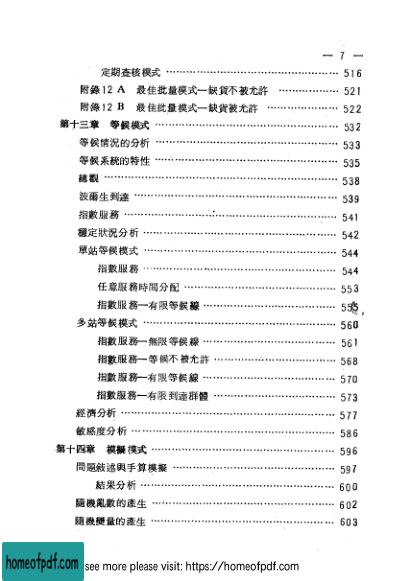 — 7 —
定期查核模式 ………………………… 516
附錄12 A 最佳批量模式—缺貨不被允許 ………… 521
附錄12 B 最佳批量模式—缺貨被允許 ………… 522
第十三章 等候模式 ………………………… 532
等候情況的分析 ………………………… 533
等候系統的特性 ………………………… 535
總觀 ………………………… 538
波爾生到達 ………………………… 539
指數服務 ………………………… 541
穩定狀況分析 ………………………… 542
單站等候模式 ………………………… 544
指數服務 ………………………… 544
任意服務時間分配 ………………………… 553
指數服務—有限等候線 ………………………… 555
多站等候模式 ………………………… 560
指數服務—無限等候線 ………………………… 561
指數服務—等候不被允許 ………………………… 568
指數服務—有限等候線 ………………………… 570
指數服務—有限到達群體 ………………………… 573
經濟分析 ………………………… 577
敏感度分析 ………………………… 586
第十四章 模擬模式 ………………………… 596
問題敍述與手算模擬 ………………………… 597
結果分析 ………………………… 600
隨機亂數的產生 ………………………… 602
隨機變量的產生 ………………………… 603
homeofpdf.com see more please visit: https://homeofpdf.com